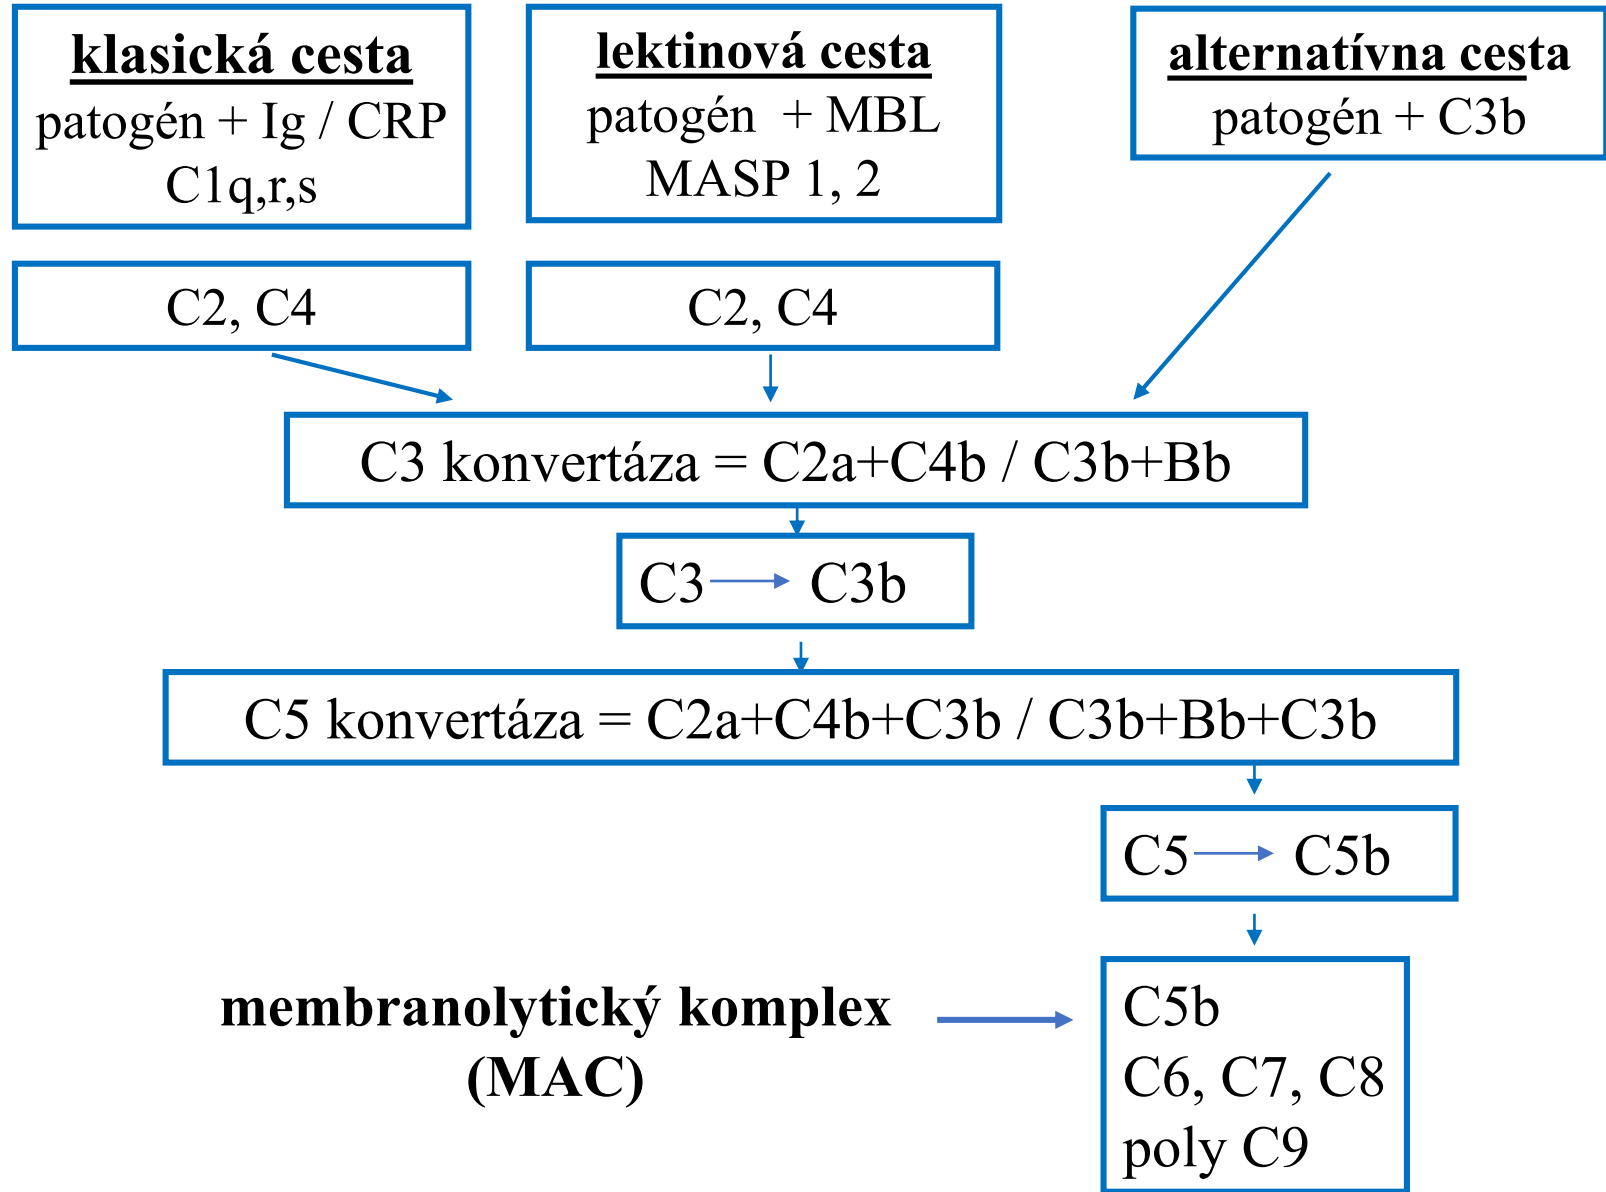 klasická cesta
patogén + Ig / CRP
C1q,r,s
lektinová cesta
patogén + MBL
MASP 1, 2
alternatívna cesta
patogén + C3b
C2, C4
C2, C4
C3 konvertáza = C2a+C4b / C3b+Bb
C3 → C3b
C5 konvertáza = C2a+C4b+C3b / C3b+Bb+C3b
C5 → C5b
membranolytický komplex
(MAC)
C5b
C6, C7, C8
poly C9